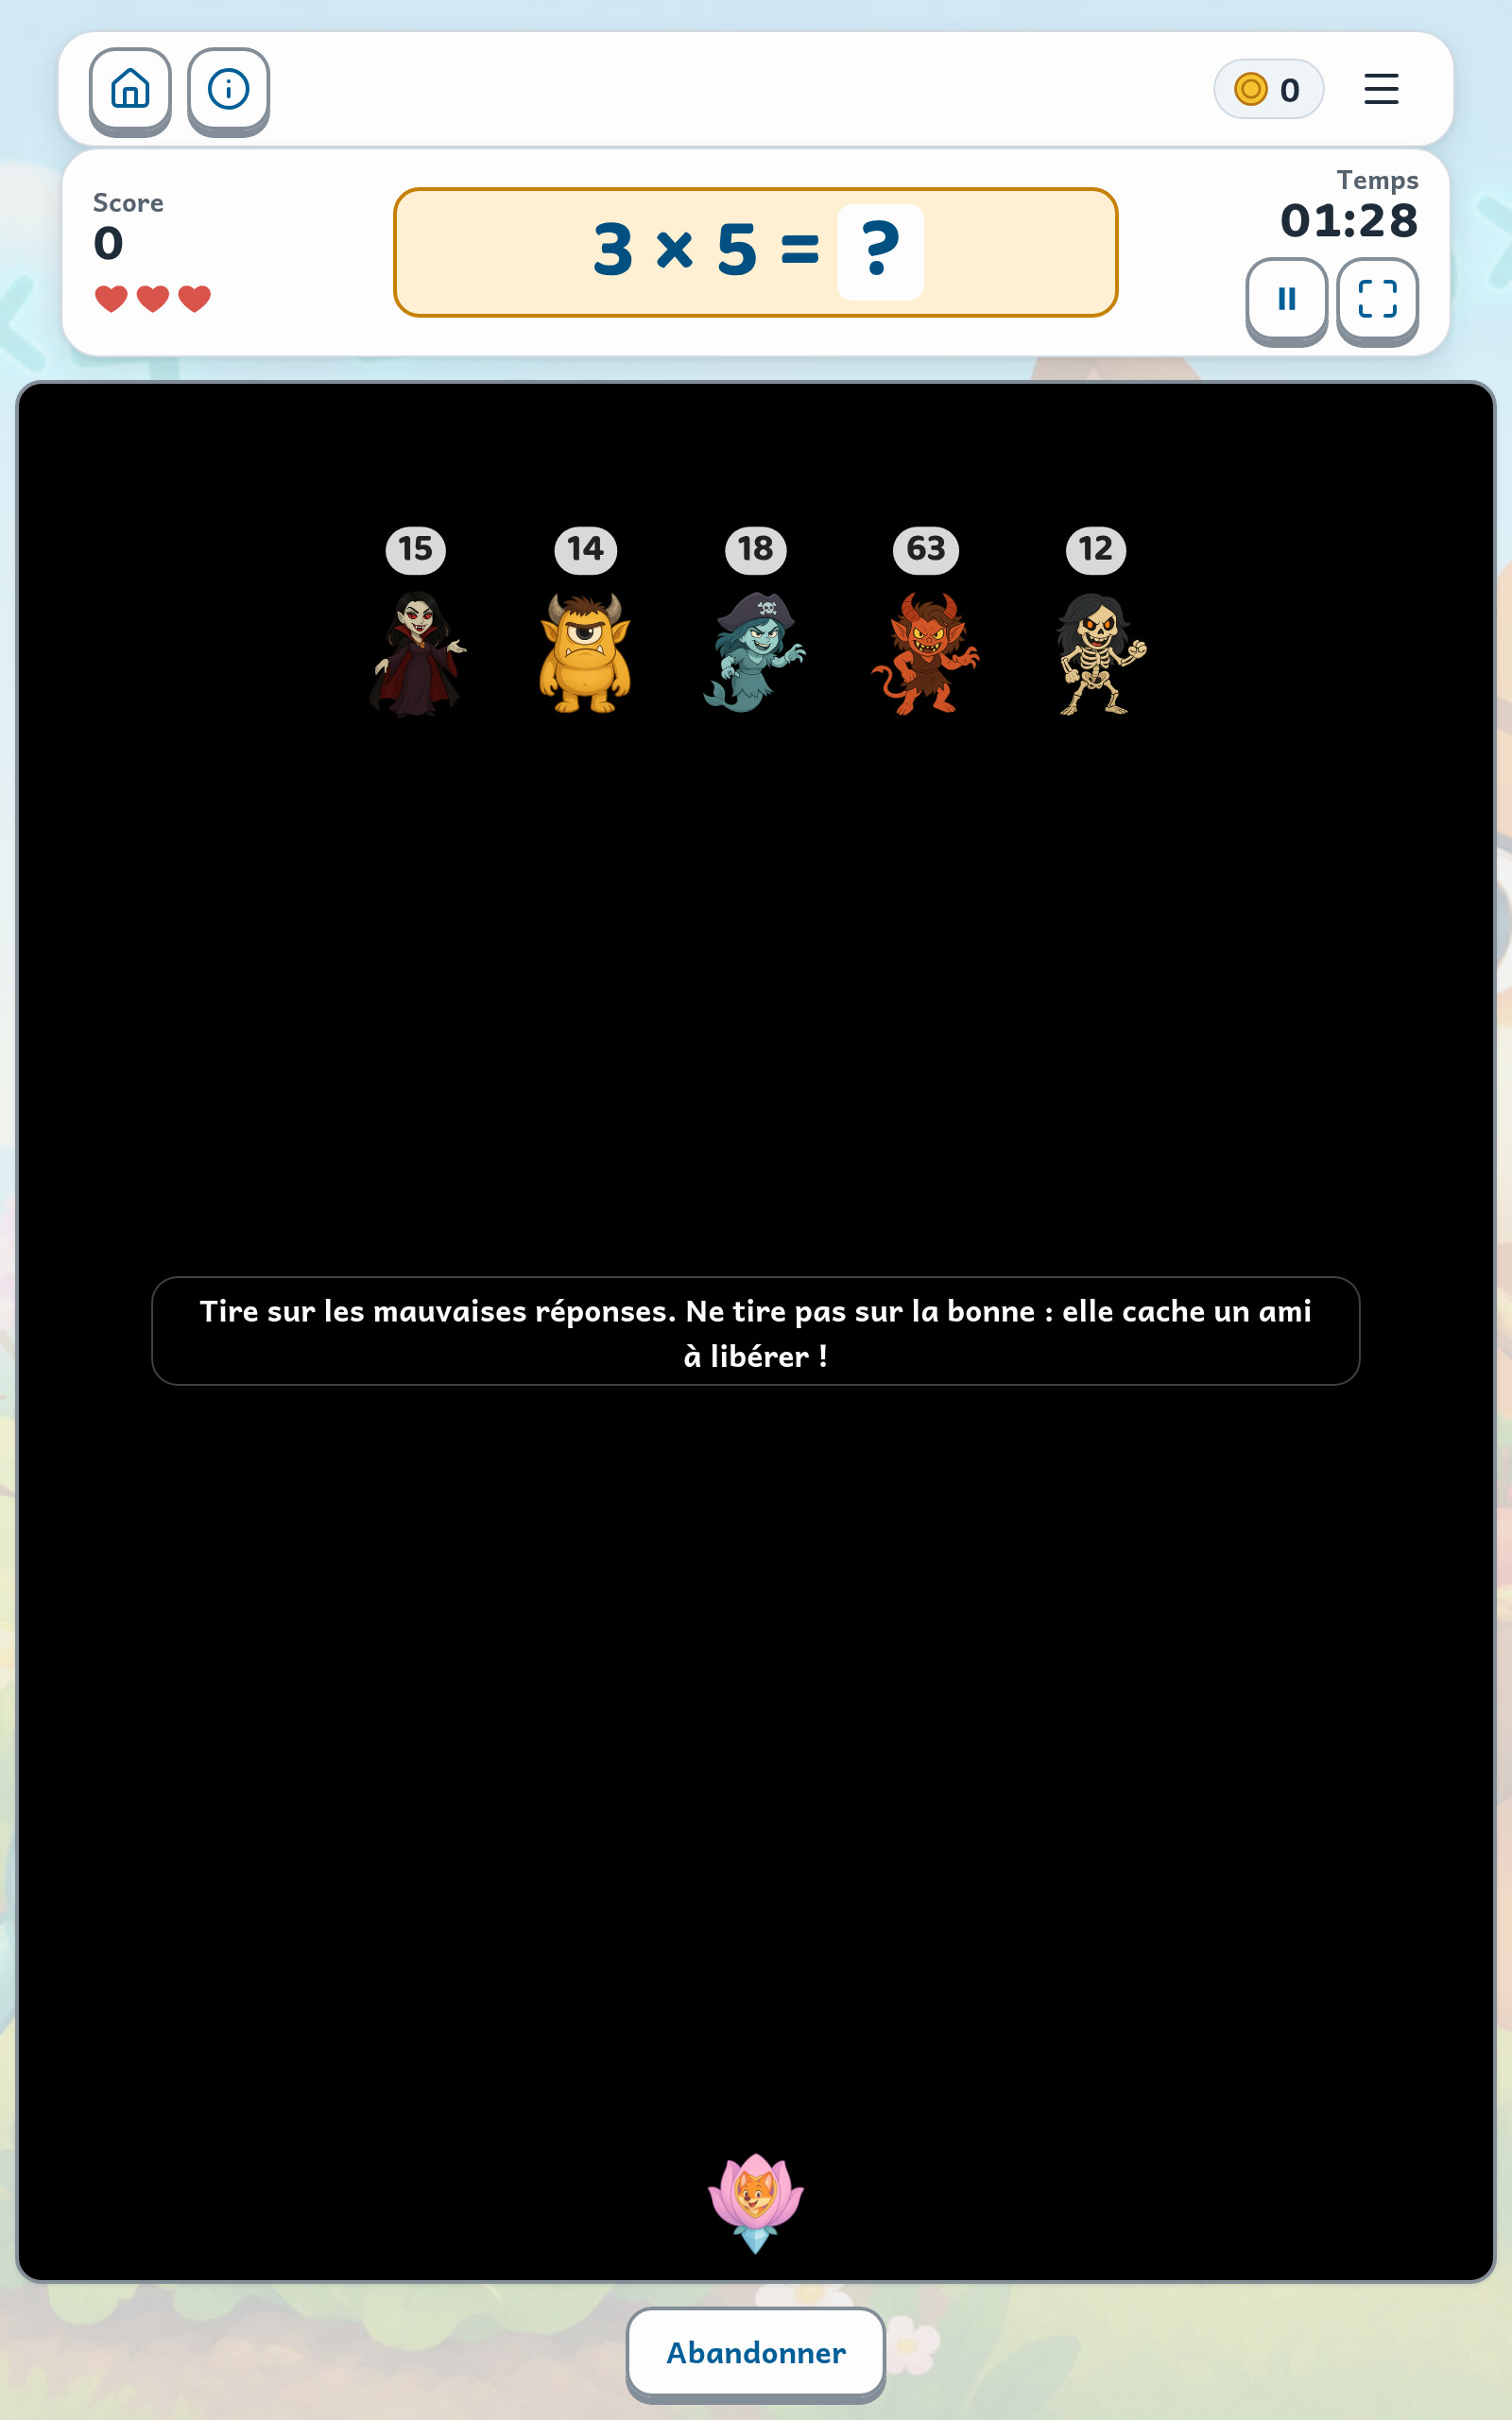 0
Score
0
3 × 5 = ?
Temps
01:28
15 14 18 63 12
Tire sur les mauvaises réponses. Ne tire pas sur la bonne : elle cache un ami
à libérer !
Abandonner